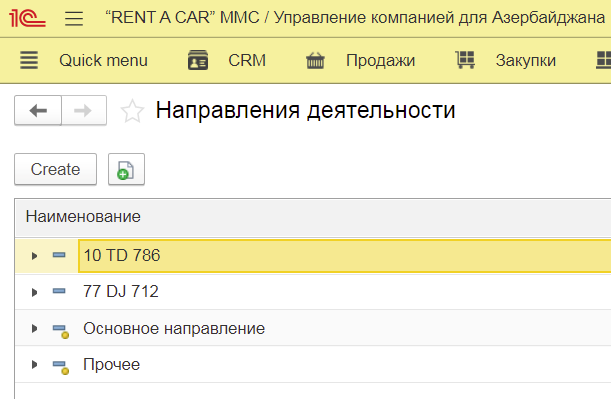 1С “RENT A CAR” MMC / Управление компанией для Азербайджана
Quick menu CRM Продажи Закупки
Направления деятельности
Create
Наименование
10 TD 786
77 DJ 712
Основное направление
Прочее